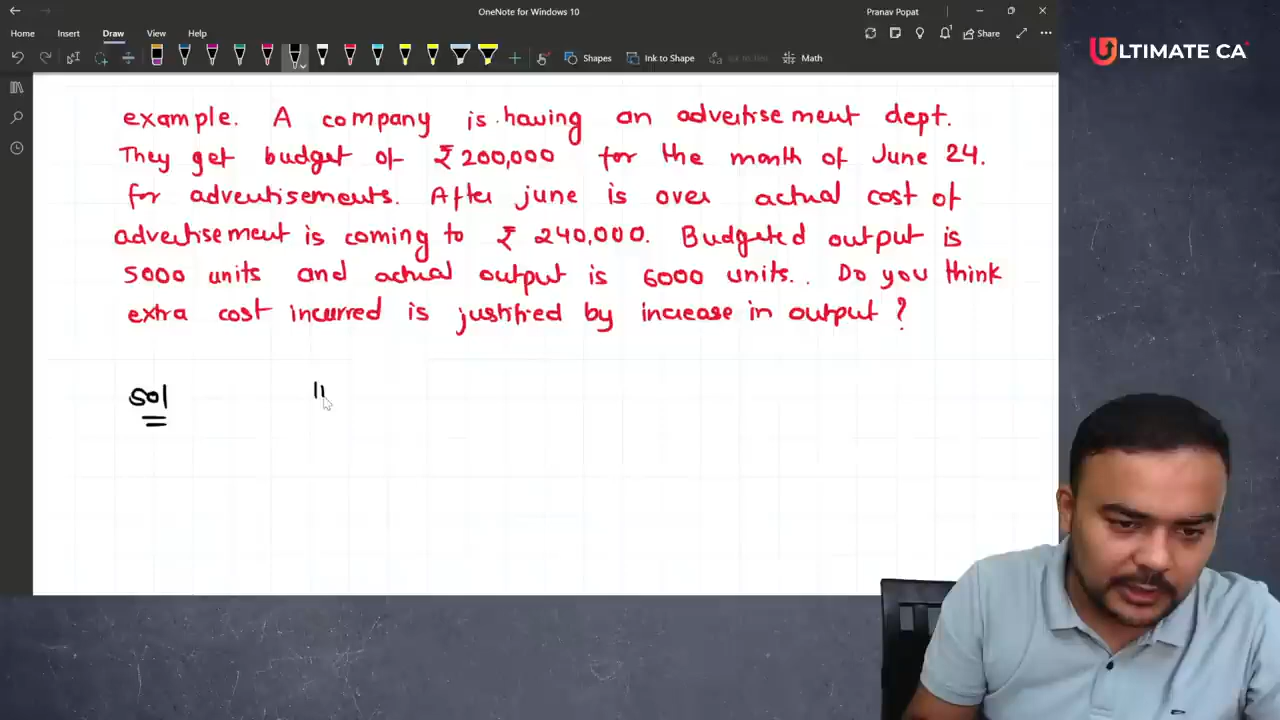 OneNote for Windows 10
Pranav Popat
Home Insert Draw View Help
Share
Shapes Ink to Shape Ink to Text Math
ULTIMATE CA
example. A company is having an advertisement dept.
They get budget of ₹200,000 for the month of June 24.
for advertisements. After june is over actual cost of
advertisement is coming to ₹ 240,000. Budgeted output is
5000 units and actual output is 6000 units.. Do you think
extra cost incurred is justified by increase in output ?
Sol